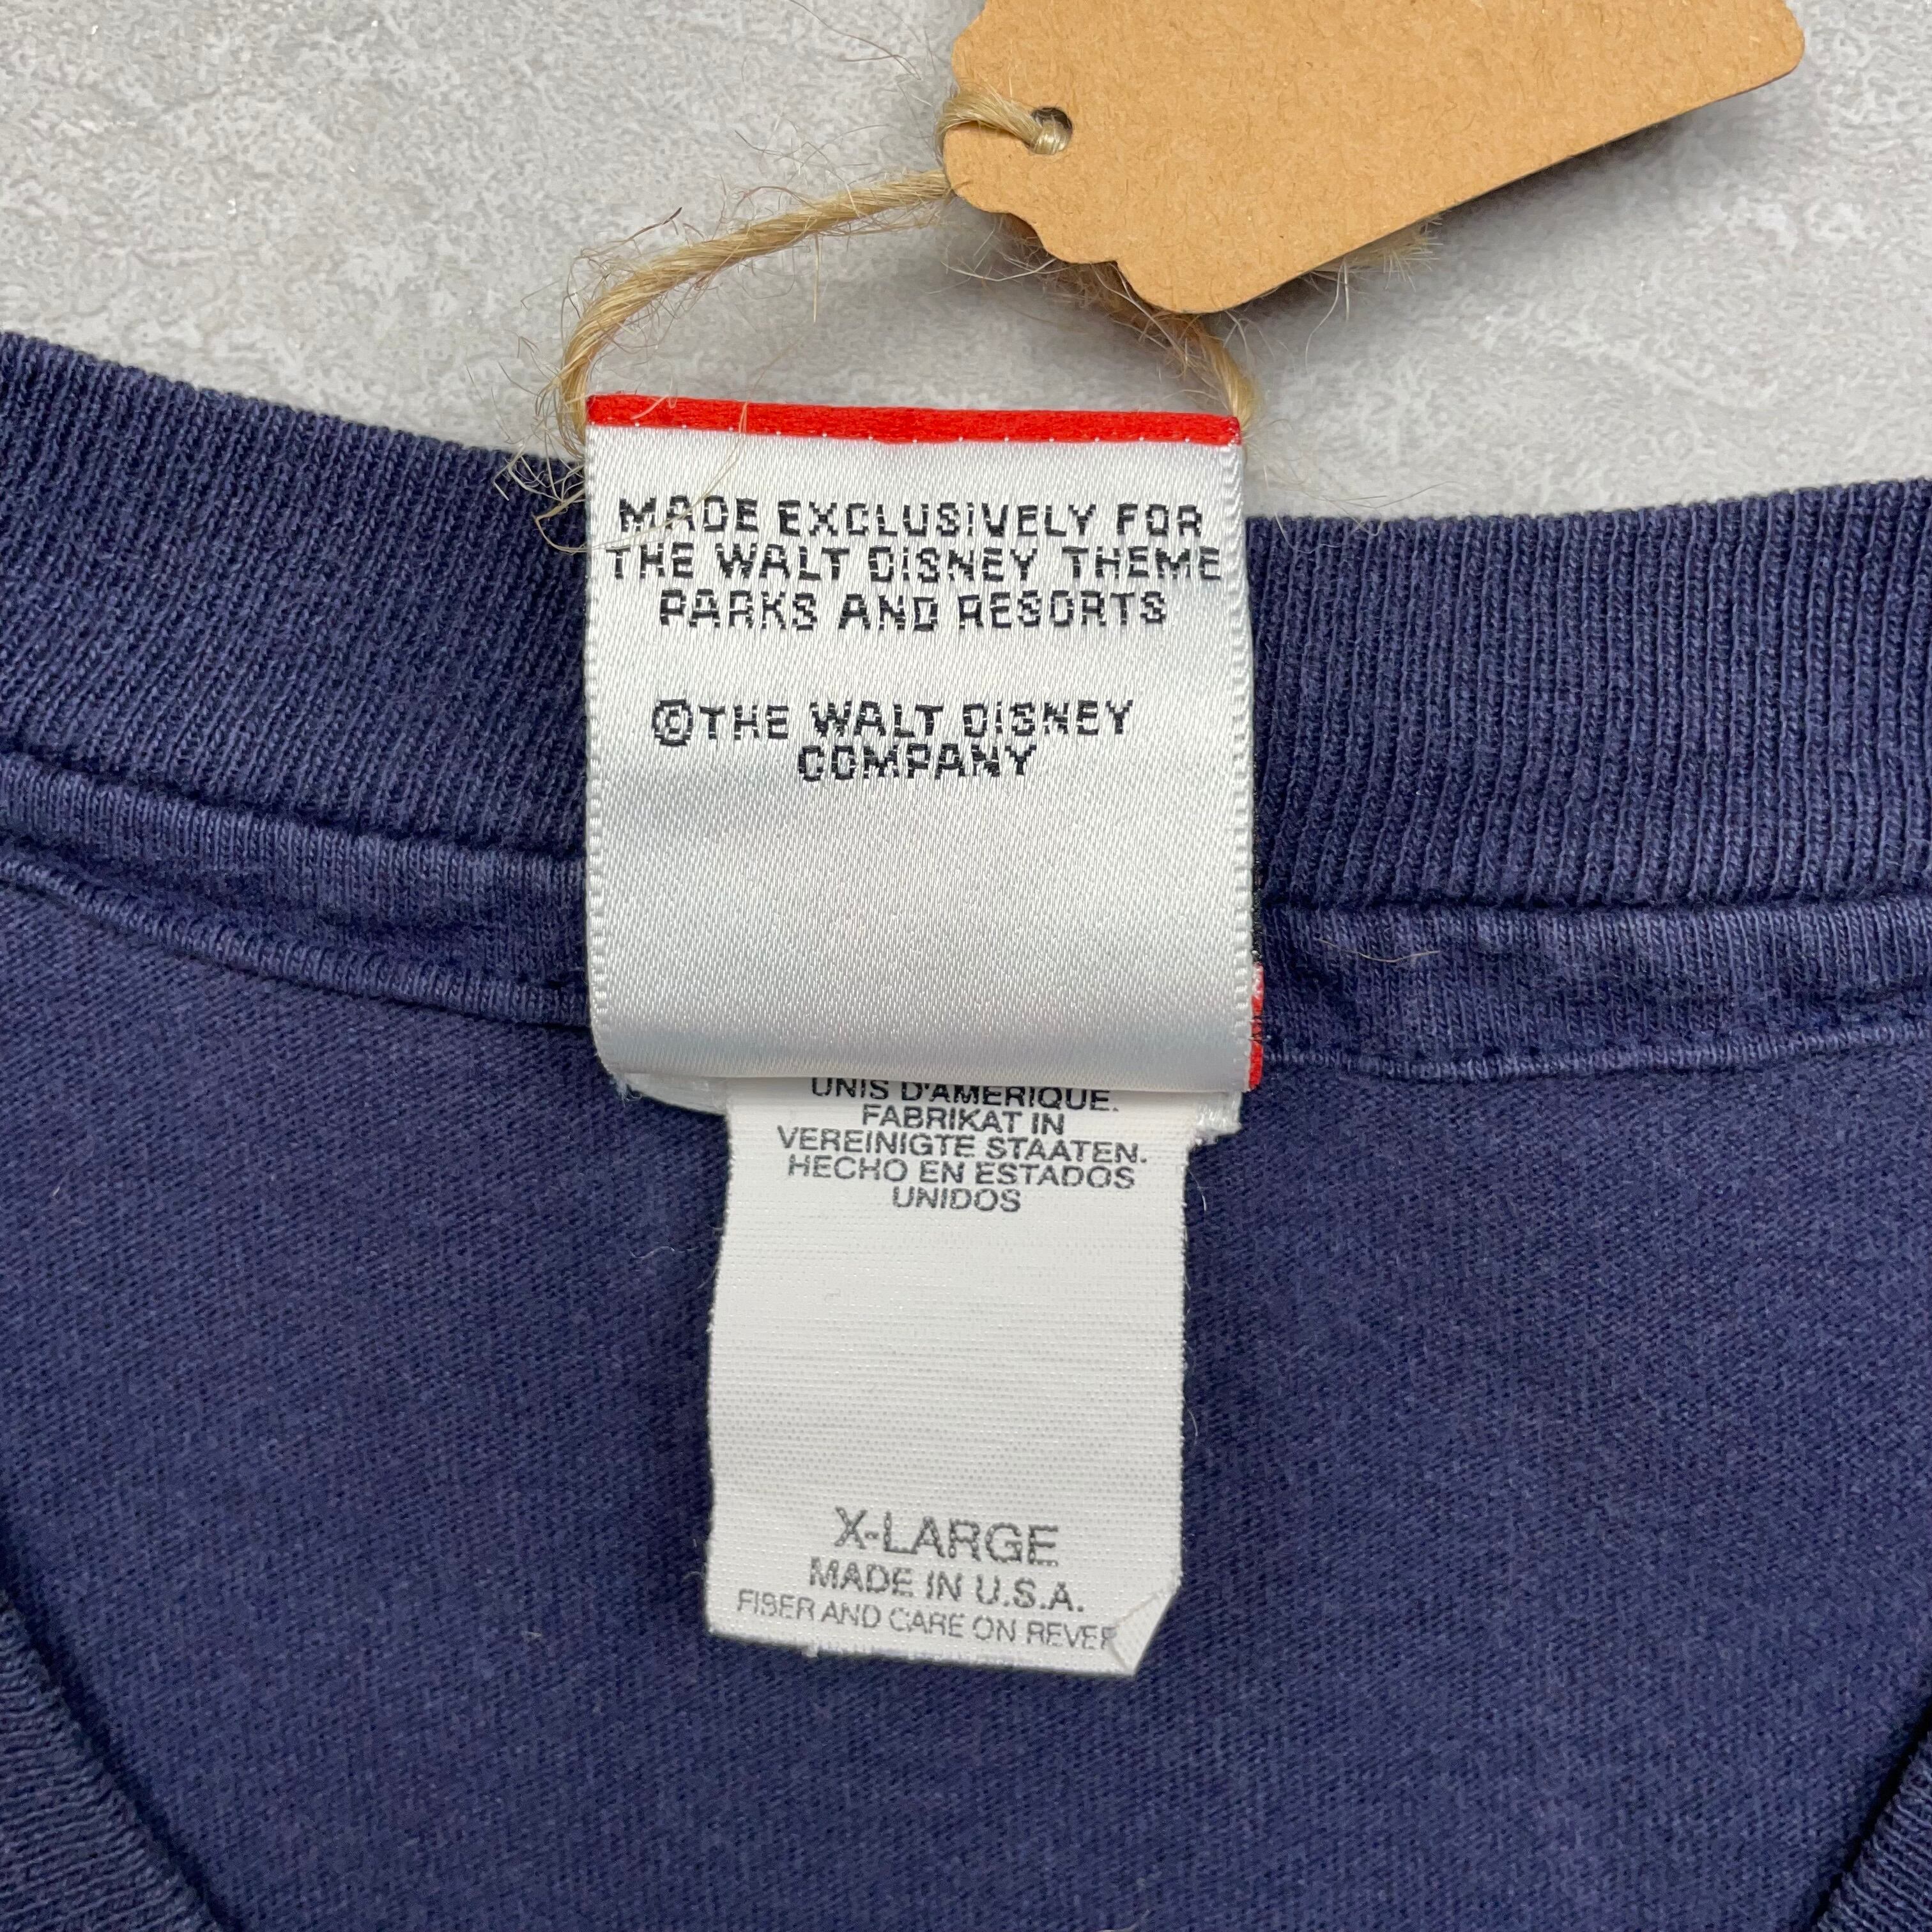 MADE EXCLUSIVELY FOR
THE WALT DISNEY THEME
PARKS AND RESORTS
©THE WALT DISNEY
COMPANY
UNIS D'AMERIQUE.
FABRIKAT IN
VEREINIGTE STAATEN.
HECHO EN ESTADOS
UNIDOS
X-LARGE
MADE IN U.S.A.
FIBER AND CARE ON